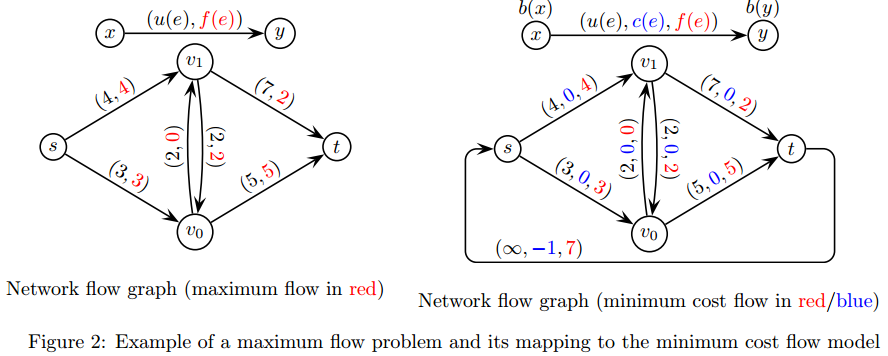 (u(e), f(e))
x
y
v1
(4, 4)
(7, 2)
s
(2, 0)
(2, 2)
t
(3, 3)
(5, 5)
v0
Network flow graph (maximum flow in red)
b(x)
b(y)
(u(e), c(e), f(e))
x
y
v1
(4, 0, 4)
(7, 0, 2)
s
(2, 0, 0)
(2, 0, 2)
t
(3, 0, 3)
(5, 0, 5)
v0
(∞, −1, 7)
Network flow graph (minimum cost flow in red/blue)
Figure 2: Example of a maximum flow problem and its mapping to the minimum cost flow model